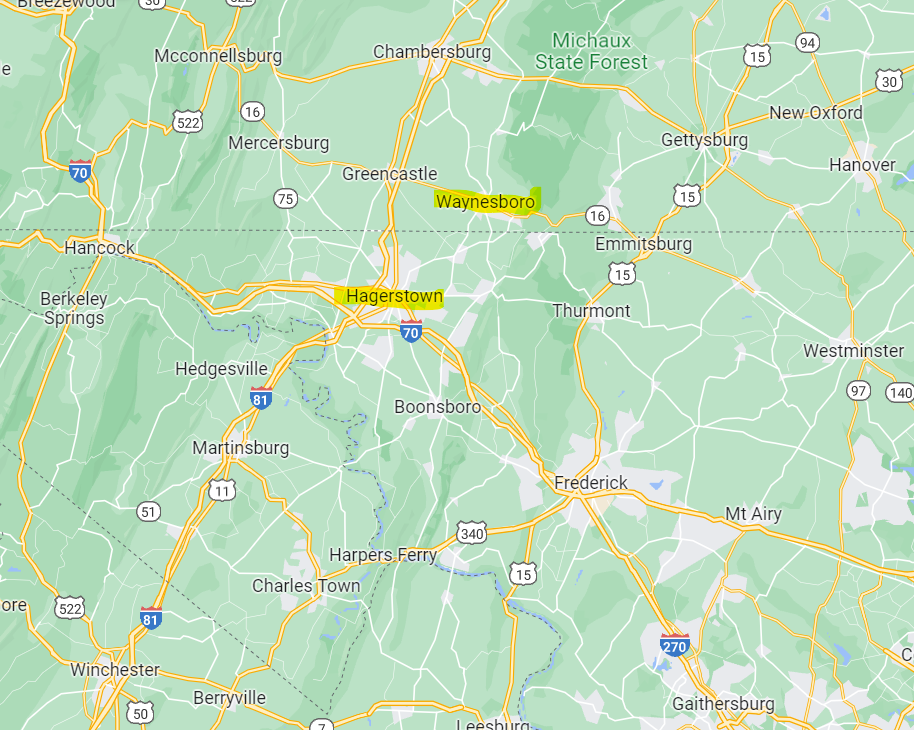 Breezewood
30
522
Mcconnellsburg
Chambersburg
Michaux
State Forest
94
15
30
e
522
16
New Oxford
Mercersburg
Gettysburg
70
Greencastle
Hanover
75
Waynesboro
15
16
Hancock
Emmitsburg
15
Berkeley
Springs
Hagerstown
Thurmont
70
Hedgesville
Westminster
81
97
140
Boonsboro
Martinsburg
11
Frederick
51
Mt Airy
340
Harpers Ferry
15
Charles Town
ore
522
81
270
C
Winchester
Berryville
Gaithersburg
50
7
Leesburg